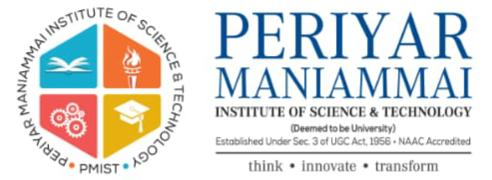 PERIYAR MANIAMMAI INSTITUTE OF SCIENCE & TECHNOLOGY
• PMIST •
PERIYAR
MANIAMMAI
INSTITUTE OF SCIENCE & TECHNOLOGY
(Deemed to be University)
Established Under Sec. 3 of UGC Act, 1956 • NAAC Accredited
think • innovate • transform